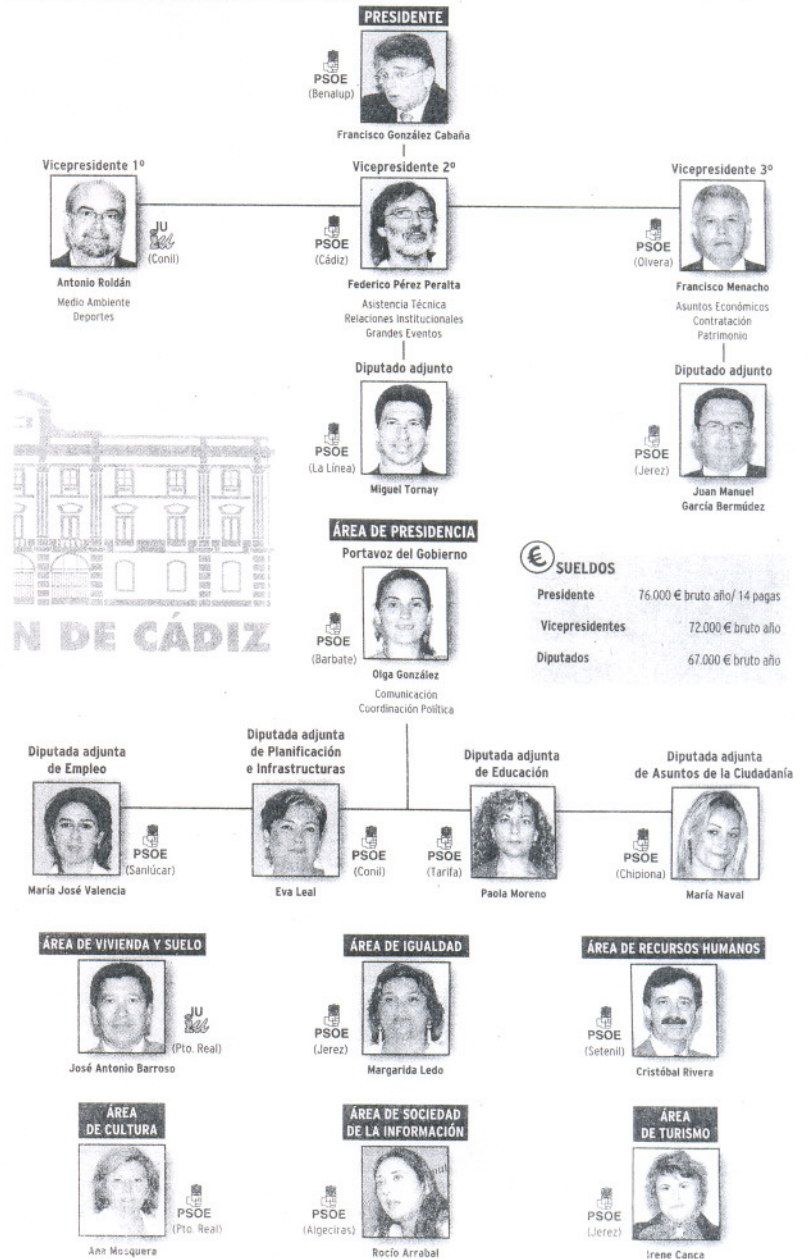 PRESIDENTE
PSOE
(Benalup)
Francisco González Cabaña
Vicepresidente 1º
IU
(Conil)
Antonio Roldán
Medio Ambiente
Deportes
Vicepresidente 2º
PSOE
(Cádiz)
Federico Pérez Peralta
Asistencia Técnica
Relaciones Institucionales
Grandes Eventos
Vicepresidente 3º
PSOE
(Olvera)
Francisco Menacho
Asuntos Económicos
Contratación
Patrimonio
Diputado adjunto
PSOE
(La Línea)
Miguel Tornay
Diputado adjunto
PSOE
(Jerez)
Juan Manuel
García Bermúdez
N DE CÁDIZ
ÁREA DE PRESIDENCIA
Portavoz del Gobierno
PSOE
(Barbate)
Olga González
Comunicación
Coordinación Política
€ SUELDOS
Presidente 76.000 € bruto año/ 14 pagas
Vicepresidentes 72.000 € bruto año
Diputados 67.000 € bruto año
Diputada adjunta
de Empleo
PSOE
(Sanlúcar)
María José Valencia
Diputada adjunta
de Planificación
e Infrastructuras
PSOE
(Conil)
Eva Leal
Diputada adjunta
de Educación
PSOE
(Tarifa)
Paola Moreno
Diputada adjunta
de Asuntos de la Ciudadanía
PSOE
(Chipiona)
María Naval
ÁREA DE VIVIENDA Y SUELO
IU
(Pto. Real)
José Antonio Barroso
ÁREA DE IGUALDAD
PSOE
(Jerez)
Margarida Ledo
ÁREA DE RECURSOS HUMANOS
PSOE
(Setenil)
Cristóbal Rivera
ÁREA
DE CULTURA
PSOE
(Pto. Real)
Ana Mosquera
ÁREA DE SOCIEDAD
DE LA INFORMACIÓN
PSOE
(Algeciras)
Rocío Arrabal
ÁREA
DE TURISMO
PSOE
(Jerez)
Irene Canca